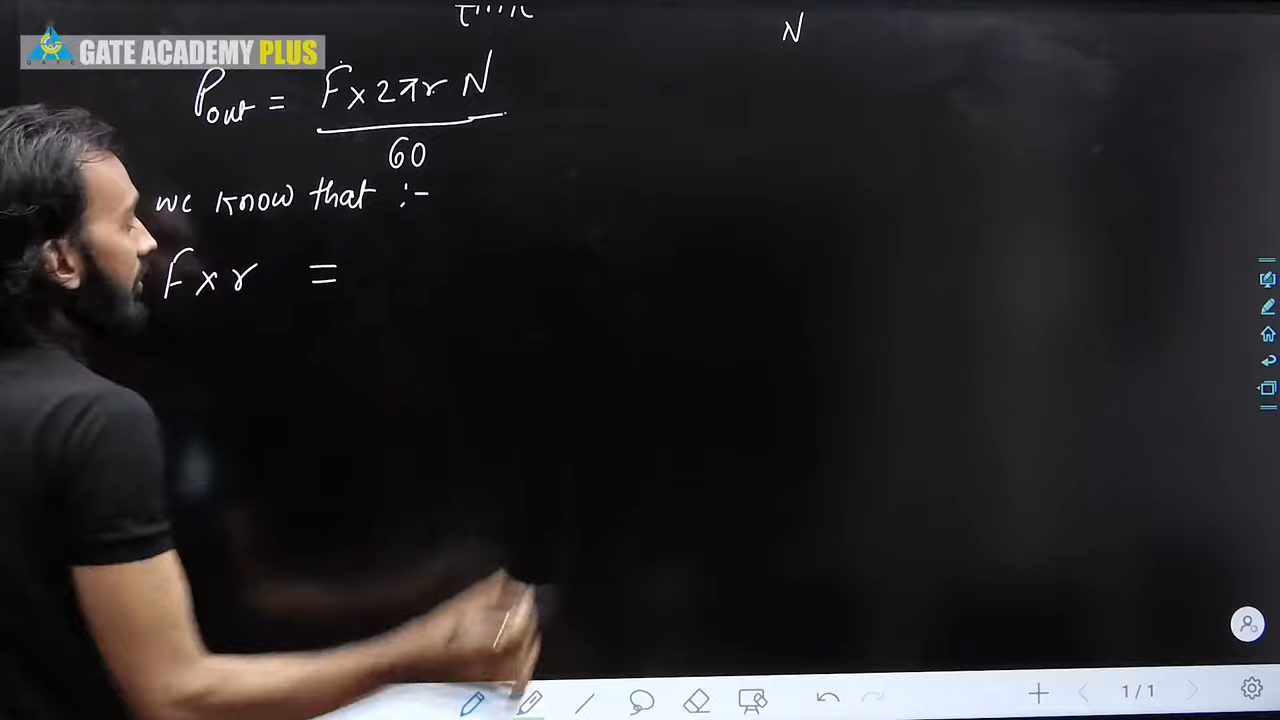 N
GATE ACADEMY PLUS
Pout = F x 2πr N
60
we know that :-
F x r =
1/1